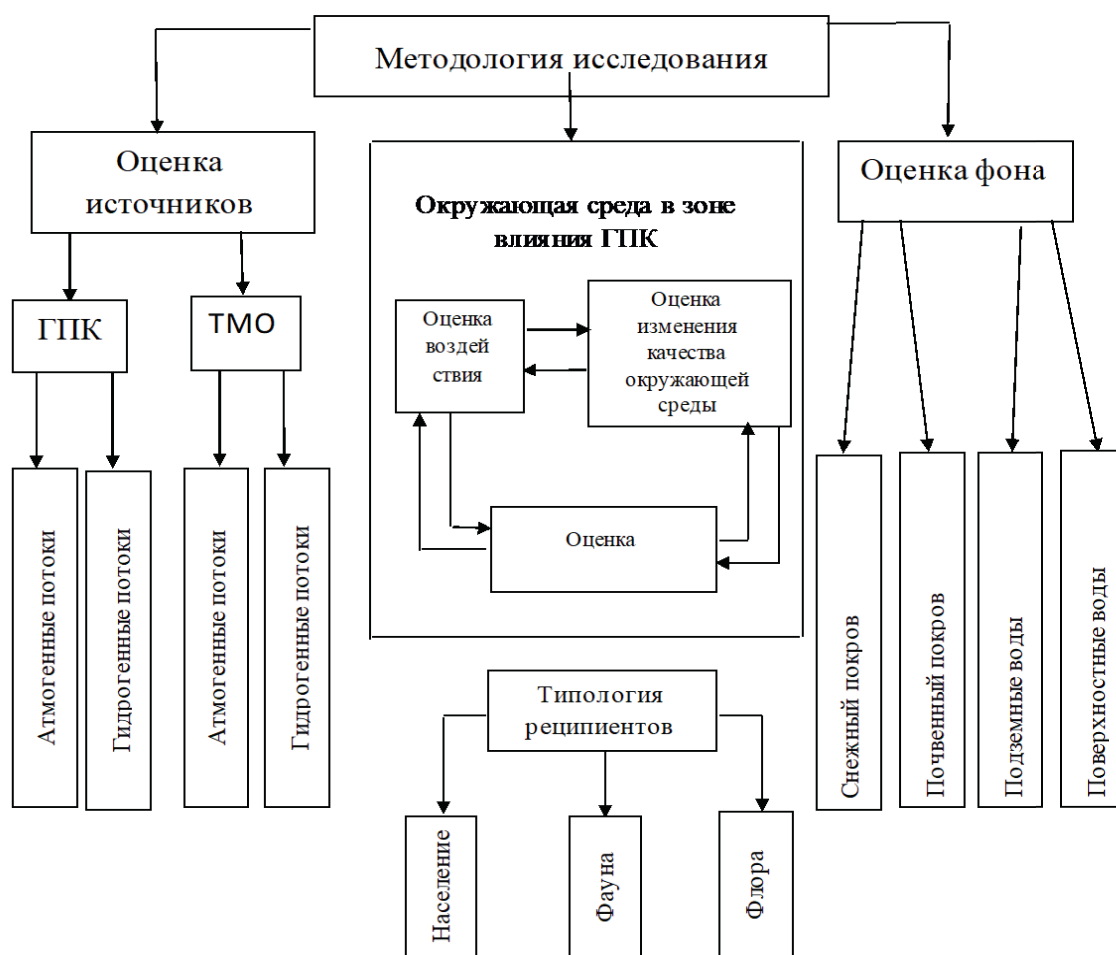 Методология исследования
Оценка
источников
Оценка фона
Окружающая среда в зоне
влияния ГПК
ГПК
ТМО
Оценка
воздей
ствия
Оценка
изменения
качества
окружающей
среды
Оценка
Атмогенные потоки
Гидрогенные потоки
Атмогенные потоки
Гидрогенные потоки
Снежный покров
Почвенный покров
Подземные воды
Поверхностные воды
Типология
реципиентов
Население
Фауна
Флора